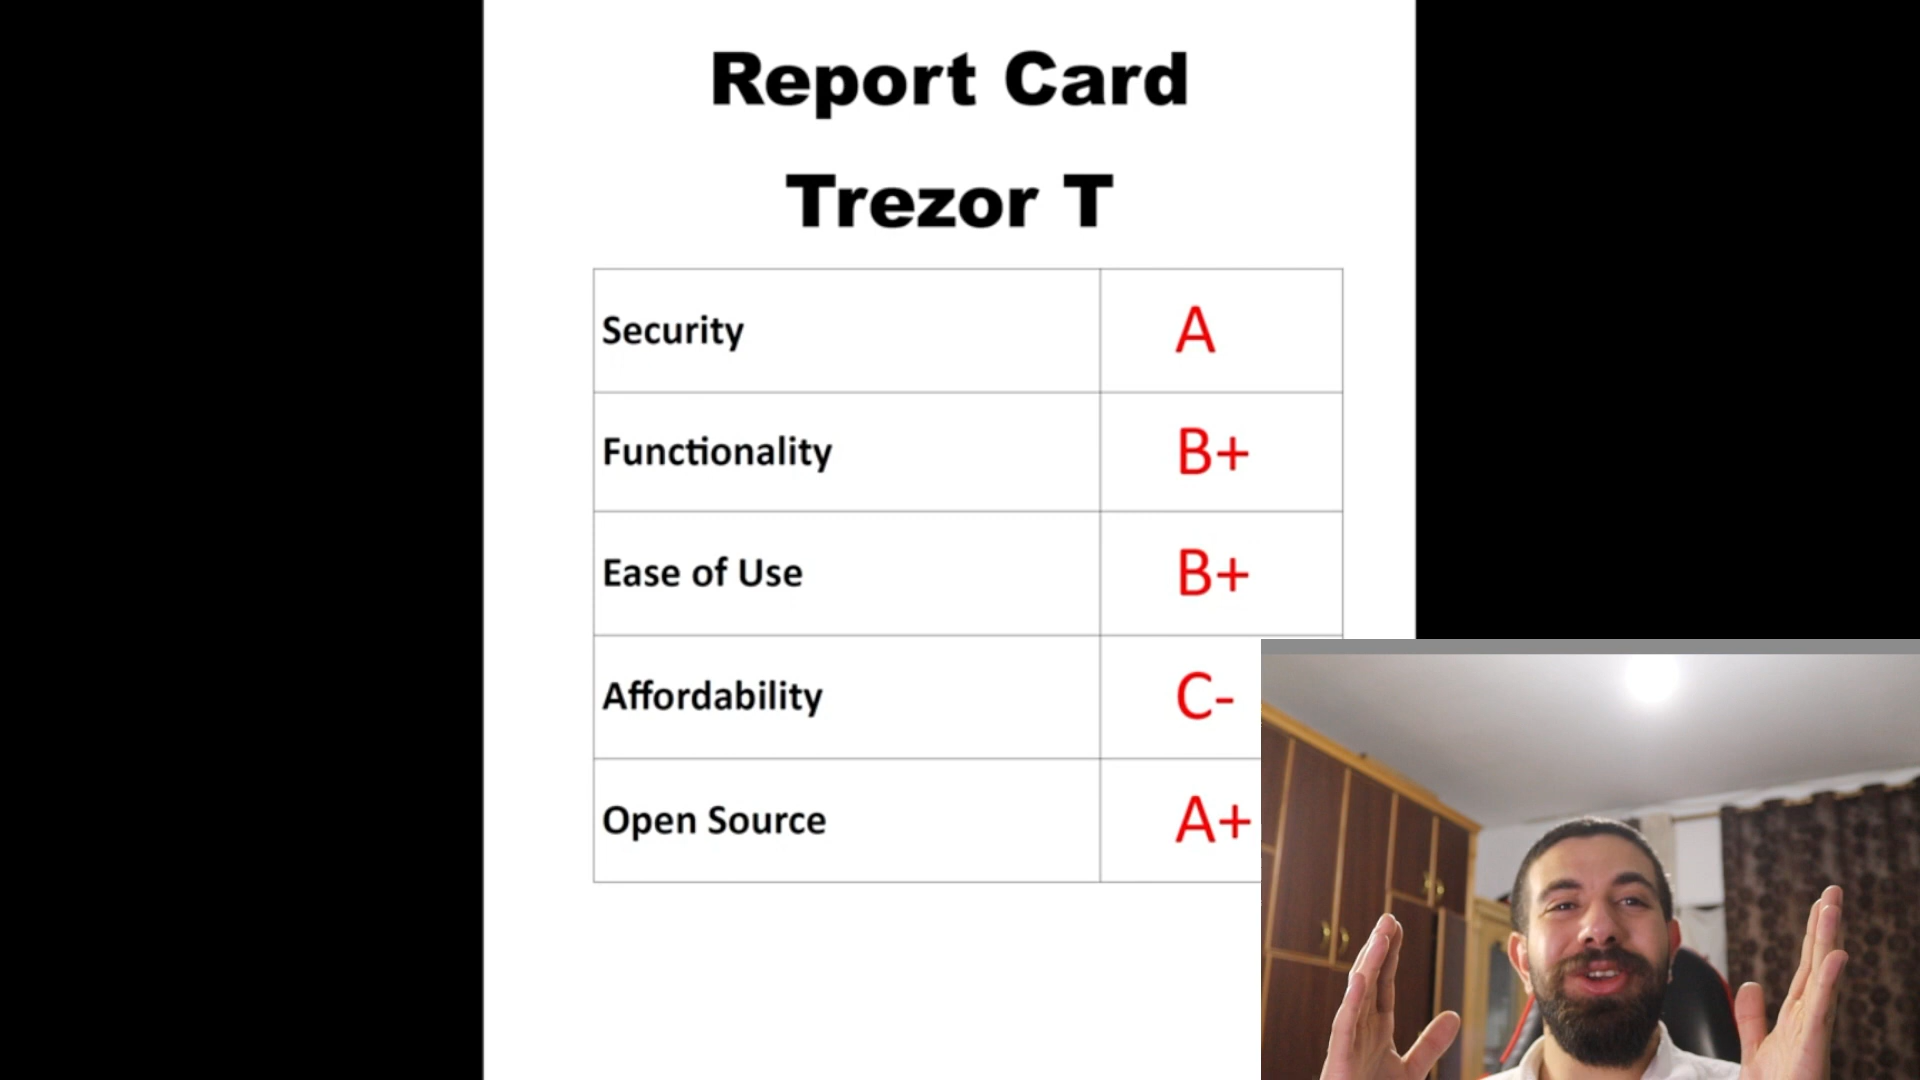 Report Card
Trezor T
Security A
Functionality B+
Ease of Use B+
Affordability C-
Open Source A+